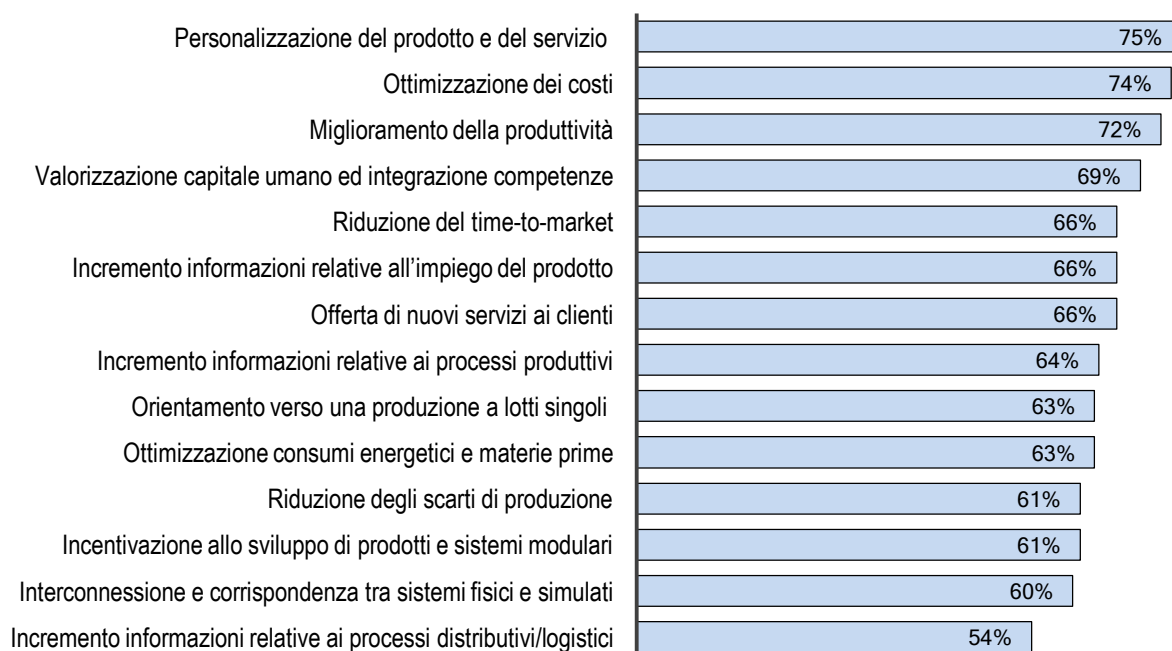 Personalizzazione del prodotto e del servizio 75%
Ottimizzazione dei costi 74%
Miglioramento della produttività 72%
Valorizzazione capitale umano ed integrazione competenze 69%
Riduzione del time-to-market 66%
Incremento informazioni relative all’impiego del prodotto 66%
Offerta di nuovi servizi ai clienti 66%
Incremento informazioni relative ai processi produttivi 64%
Orientamento verso una produzione a lotti singoli 63%
Ottimizzazione consumi energetici e materie prime 63%
Riduzione degli scarti di produzione 61%
Incentivazione allo sviluppo di prodotti e sistemi modulari 61%
Interconnessione e corrispondenza tra sistemi fisici e simulati 60%
Incremento informazioni relative ai processi distributivi/logistici 54%